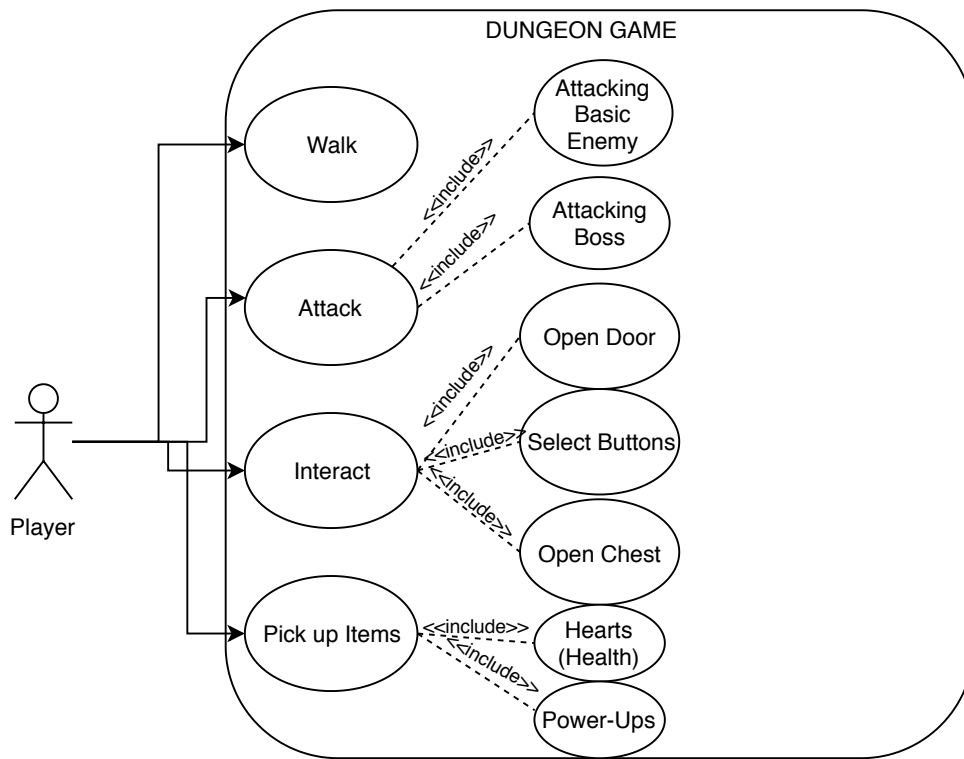 DUNGEON GAME
Walk
Attacking
Basic
Enemy
<<include>>
Attacking
Boss
<<include>>
Attack
Open Door
<<include>>
Select Buttons
<<include>>
Interact
<<include>>
Open Chest
Player
Pick up Items
<<include>>
Hearts
(Health)
<<include>>
Power-Ups